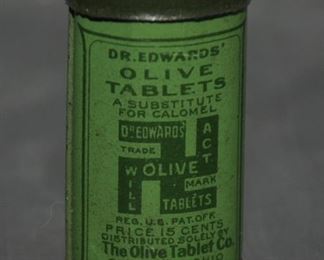 DR. EDWARDS'
OLIVE
TABLETS
A SUBSTITUTE
FOR CALOMEL
DR EDWARDS'
TRADE
WILL
OLIVE
ACT
MARK
TABLETS
REG. U.S. PAT. OFF.
PRICE 15 CENTS
DISTRIBUTED SOLELY BY
The Olive Tablet Co.